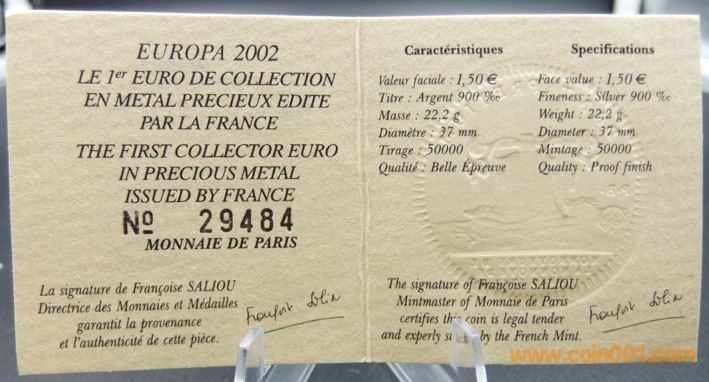 EUROPA 2002
LE 1er EURO DE COLLECTION
EN METAL PRECIEUX EDITE
PAR LA FRANCE
THE FIRST COLLECTOR EURO
IN PRECIOUS METAL
ISSUED BY FRANCE
No 29484
MONNAIE DE PARIS
La signature de Françoise SALIOU
Directrice des Monnaies et Médailles
garantit la provenance
et l'authenticité de cette pièce.
Caractéristiques
Valeur faciale : 1,50 €
Titre : Argent 900 ‰
Masse : 22,2 g
Diamètre : 37 mm
Tirage : 50000
Qualité : Belle Épreuve
Specifications
Face value : 1,50 €
Fineness : Silver 900 ‰
Weight : 22,2 g
Diameter : 37 mm
Mintage : 50000
Quality : Proof finish
The signature of Françoise SALIOU
Mintmaster of Monnaie de Paris
certifies this coin is legal tender
and experly by the French Mint.
www.coin001.com